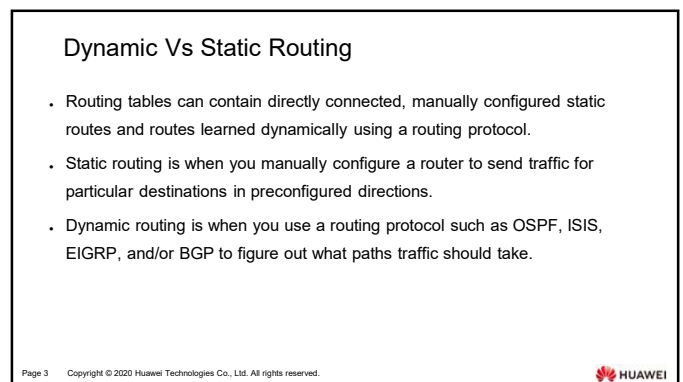 Dynamic Vs Static Routing
• Routing tables can contain directly connected, manually configured static
routes and routes learned dynamically using a routing protocol.
• Static routing is when you manually configure a router to send traffic for
particular destinations in preconfigured directions.
• Dynamic routing is when you use a routing protocol such as OSPF, ISIS,
EIGRP, and/or BGP to figure out what paths traffic should take.
Page 3 Copyright © 2020 Huawei Technologies Co., Ltd. All rights reserved.
HUAWEI